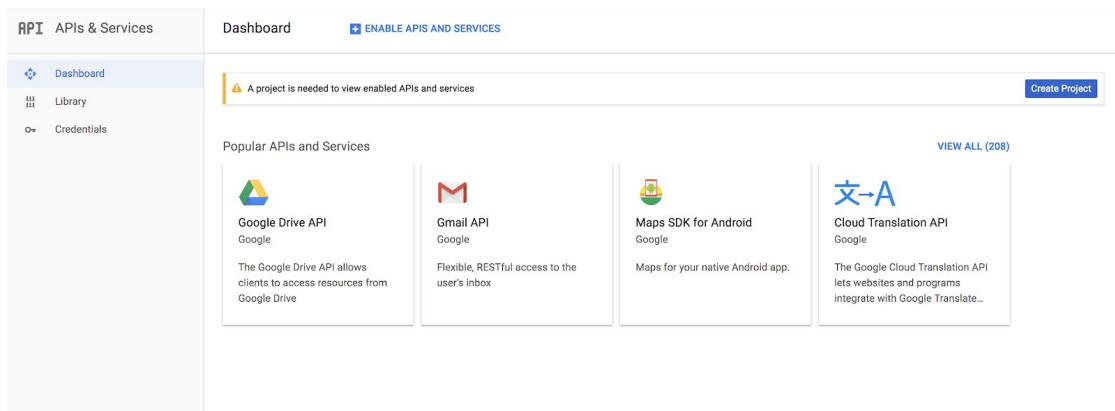 API APIs & Services
Dashboard
ENABLE APIS AND SERVICES
Dashboard
Library
Credentials
A project is needed to view enabled APIs and services
Create Project
Popular APIs and Services
VIEW ALL (208)
Google Drive API
Google
The Google Drive API allows
clients to access resources from
Google Drive
Gmail API
Google
Flexible, RESTful access to the
user's inbox
Maps SDK for Android
Google
Maps for your native Android app.
文→A
Cloud Translation API
Google
The Google Cloud Translation API
lets websites and programs
integrate with Google Translate...